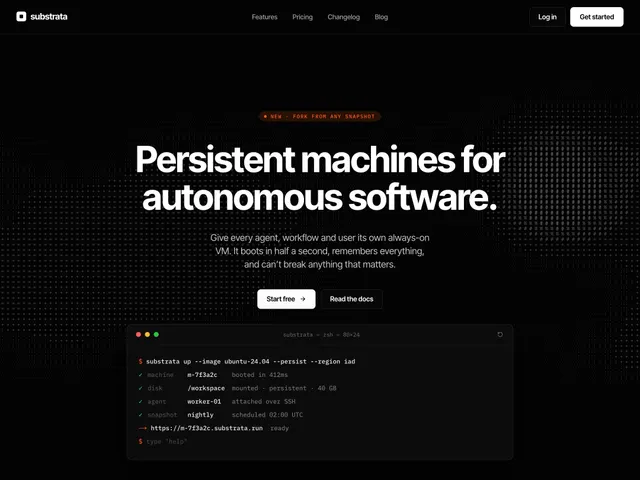 substrata
Features Pricing Changelog Blog
Log in Get started
NEW · FORK FROM ANY SNAPSHOT
Persistent machines for
autonomous software.
Give every agent, workflow and user its own always-on
VM. It boots in half a second, remembers everything,
and can't break anything that matters.
Start free → Read the docs
substrata — zsh — 80×24
$ substrata up --image ubuntu-24.04 --persist --region iad
✓ machine m-7f3a2c booted in 412ms
✓ disk /workspace mounted · persistent · 40 GB
✓ agent worker-01 attached over SSH
✓ snapshot nightly scheduled 02:00 UTC
→ https://m-7f3a2c.substrata.run ready
$ type "help"